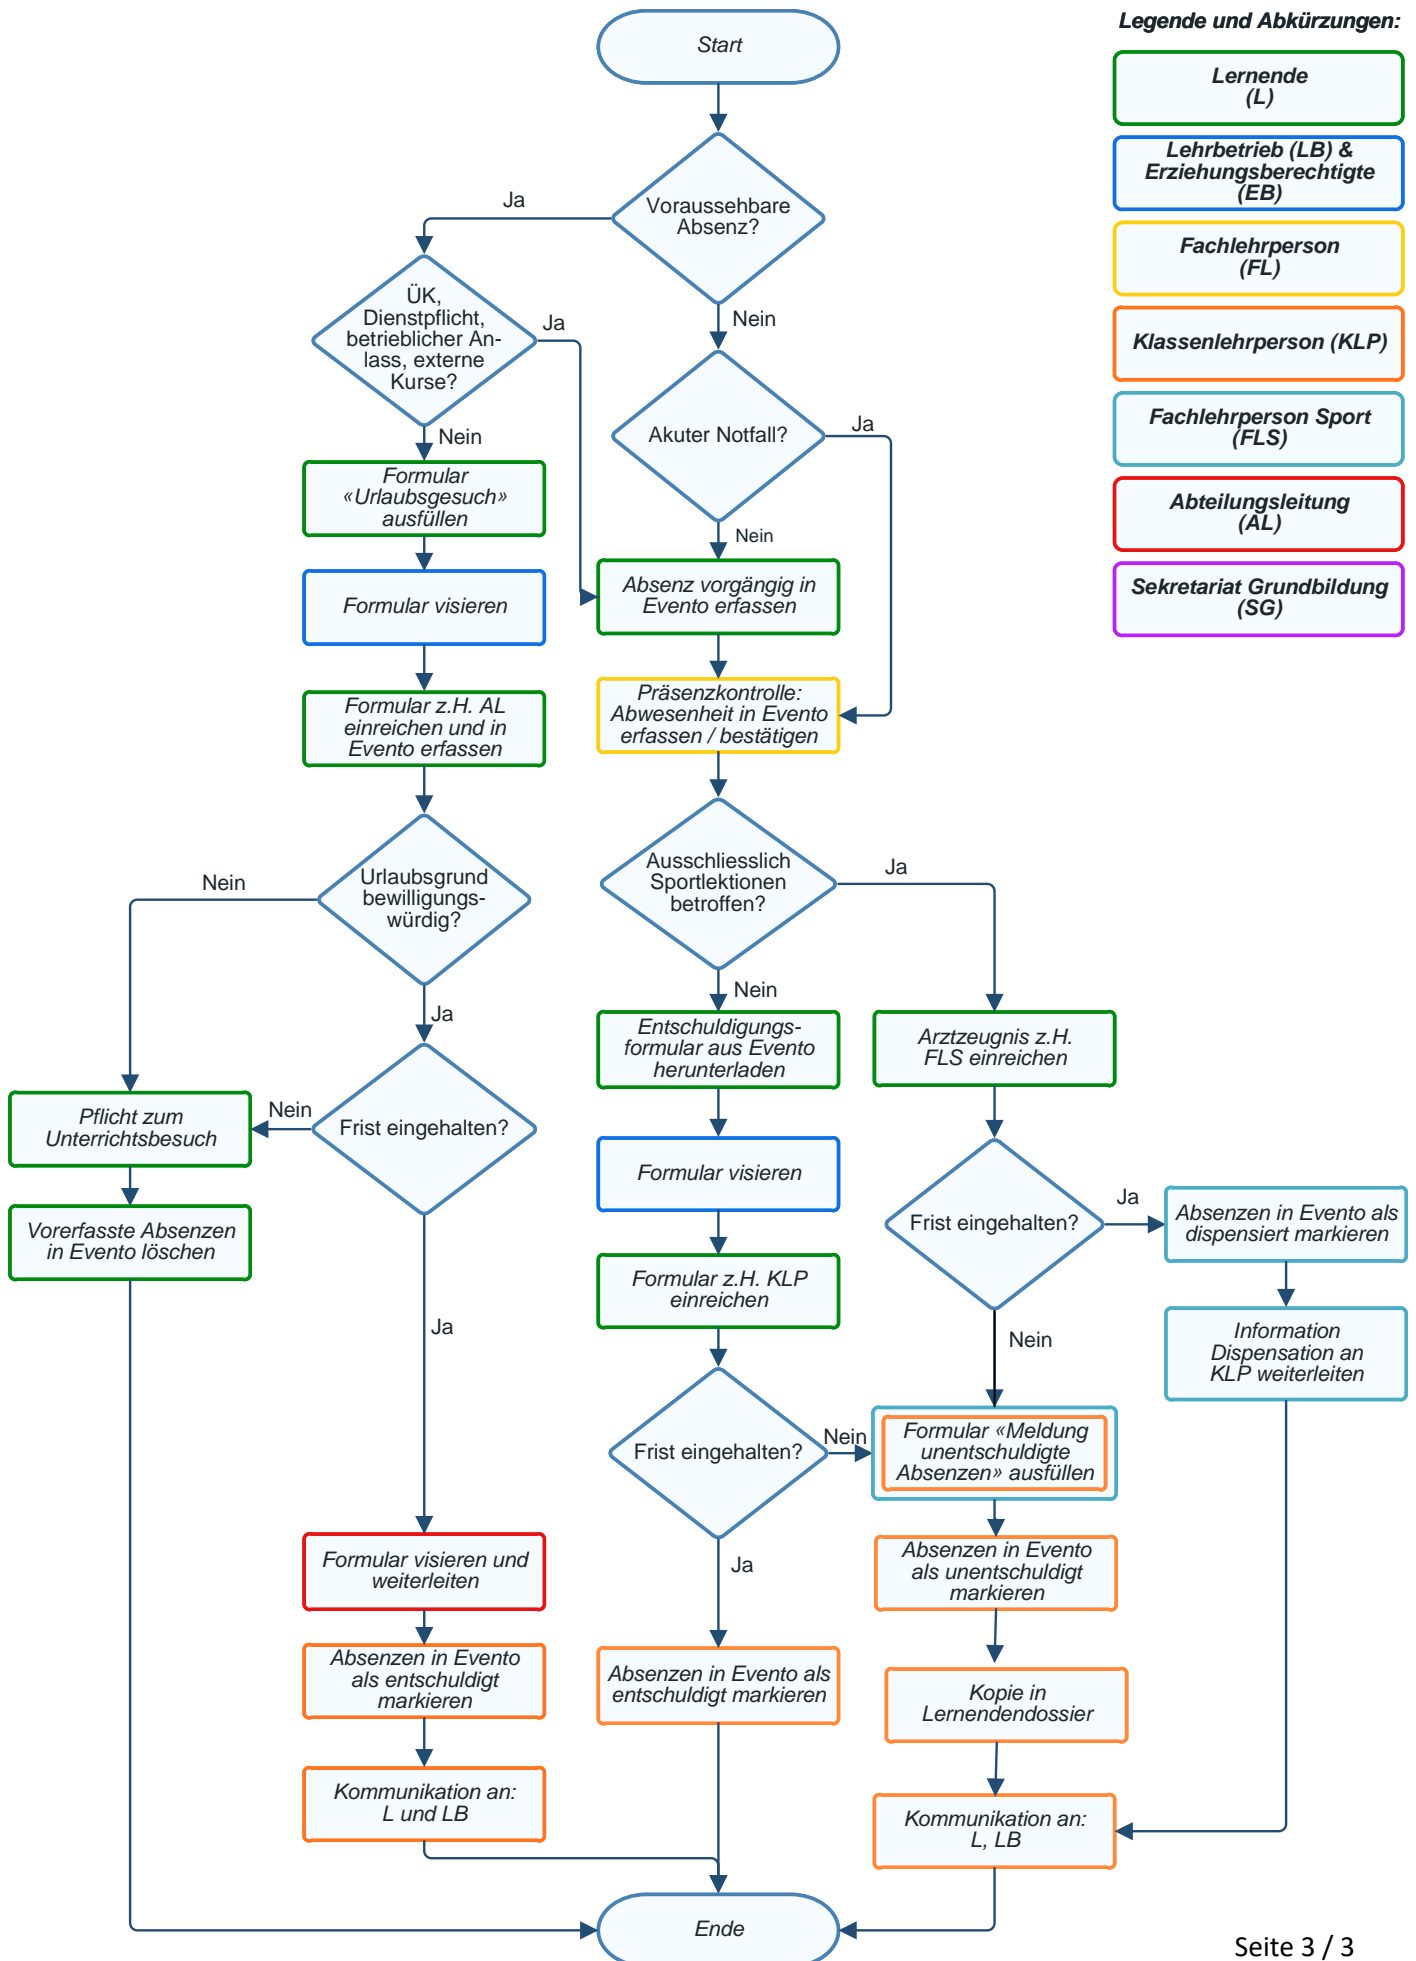 Legende und Abkürzungen:
Start
Lernende
(L)
Lehrbetrieb (LB) &
Erziehungsberechtigte
(EB)
Fachlehrperson
(FL)
Klassenlehrperson (KLP)
Fachlehrperson Sport
(FLS)
Abteilungsleitung
(AL)
Sekretariat Grundbildung
(SG)
Voraussehbare
Absenz?
Ja
Nein
ÜK,
Dienstpflicht,
betrieblicher An-
lass, externe
Kurse?
Ja
Nein
Akuter Notfall?
Ja
Nein
Formular
«Urlaubsgesuch»
ausfüllen
Formular visieren
Absenz vorgängig in
Evento erfassen
Formular z.H. AL
einreichen und in
Evento erfassen
Präsenzkontrolle:
Abwesenheit in Evento
erfassen / bestätigen
Urlaubsgrund
bewilligungs-
würdig?
Nein
Ja
Ausschliesslich
Sportlektionen
betroffen?
Ja
Nein
Entschuldigungs-
formular aus Evento
herunterladen
Arztzeugnis z.H.
FLS einreichen
Pflicht zum
Unterrichtsbesuch
Nein
Frist eingehalten?
Ja
Formular visieren
Vorerfasste Absenzen
in Evento löschen
Frist eingehalten?
Ja
Nein
Absenzen in Evento als
dispensiert markieren
Formular z.H. KLP
einreichen
Information
Dispensation an
KLP weiterleiten
Frist eingehalten?
Nein
Ja
Formular «Meldung
unentschuldigte
Absenzen» ausfüllen
Formular visieren und
weiterleiten
Absenzen in Evento
als unentschuldigt
markieren
Absenzen in Evento
als entschuldigt
markieren
Absenzen in Evento als
entschuldigt markieren
Kopie in
Lernendendossier
Kommunikation an:
L und LB
Kommunikation an:
L, LB
Ende
Seite 3 / 3